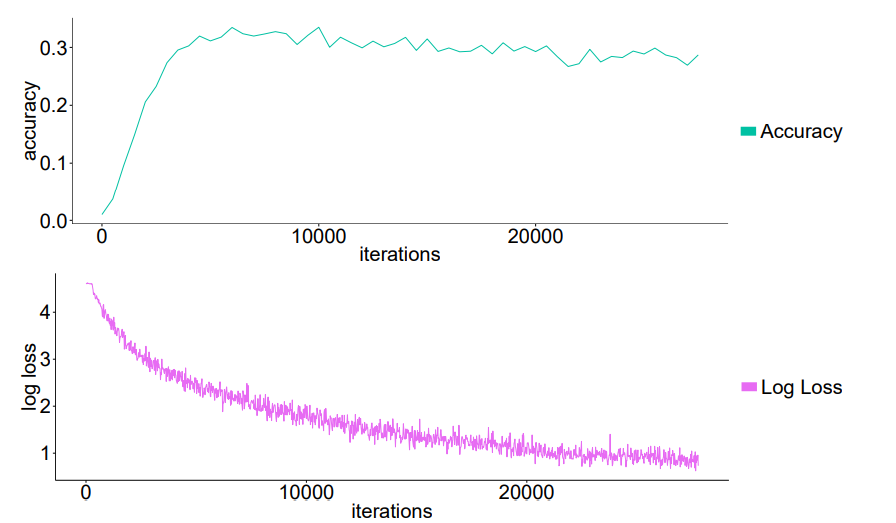 accuracy
0.3
0.2
0.1
0.0
0 10000 20000
iterations
Accuracy
log loss
4
3
2
1
0 10000 20000
iterations
Log Loss